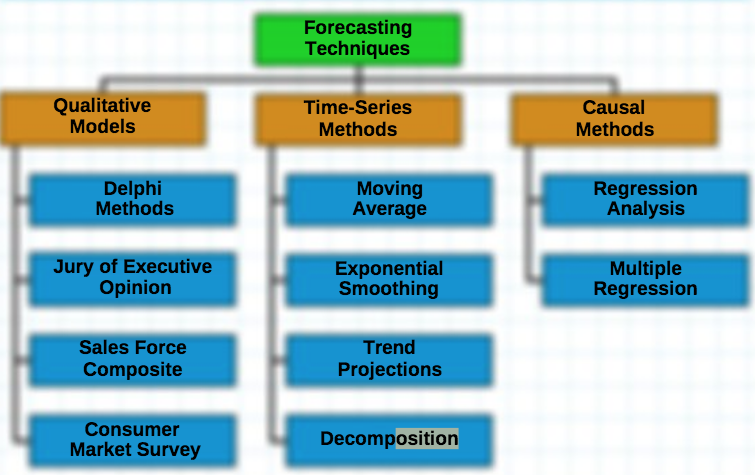 Forecasting
Techniques
Qualitative
Models
Time-Series
Methods
Causal
Methods
Delphi
Methods
Moving
Average
Regression
Analysis
Jury of Executive
Opinion
Exponential
Smoothing
Multiple
Regression
Sales Force
Composite
Trend
Projections
Consumer
Market Survey
Decomposition